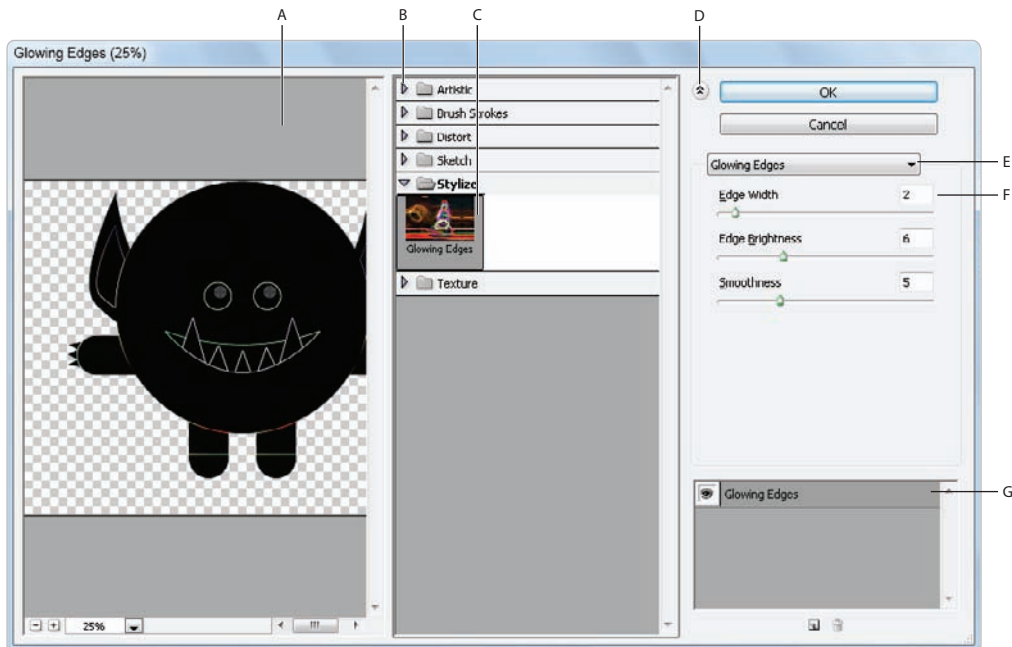 A B C D
Glowing Edges (25%)
Artistic
Brush Strokes
Distort
Sketch
Stylize
Glowing Edges
Texture
OK
Cancel
Glowing Edges E
Edge Width 2 F
Edge Brightness 6
Smoothness 5
Glowing Edges G
25%